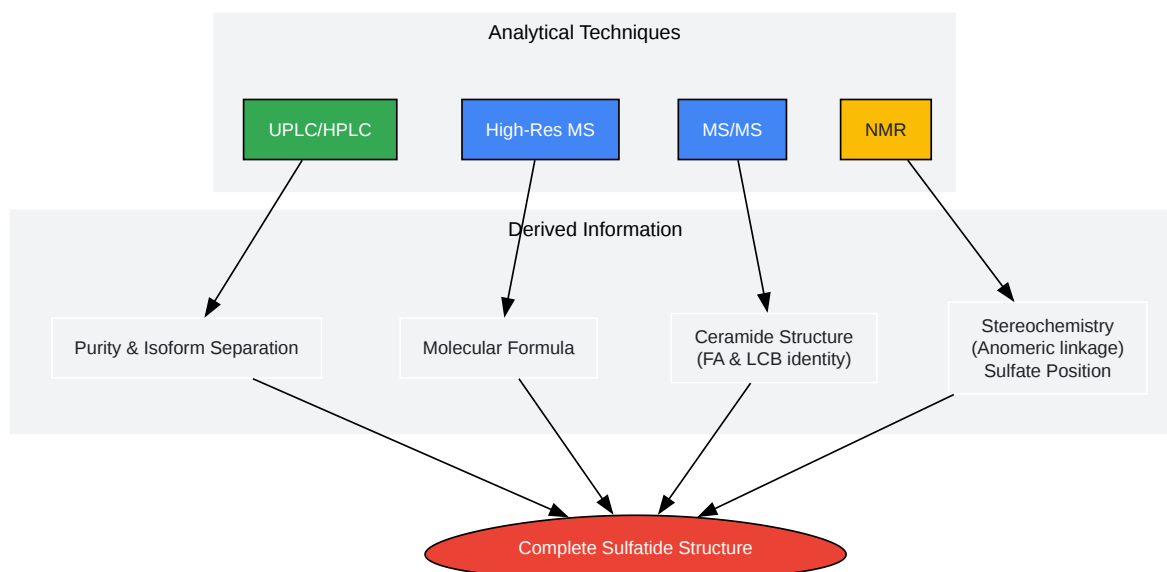 Analytical Techniques
UPLC/HPLC
High-Res MS
MS/MS
NMR
Derived Information
Purity & Isoform Separation
Molecular Formula
Ceramide Structure
(FA & LCB identity)
Stereochemistry
(Anomeric linkage)
Sulfate Position
Complete Sulfatide Structure